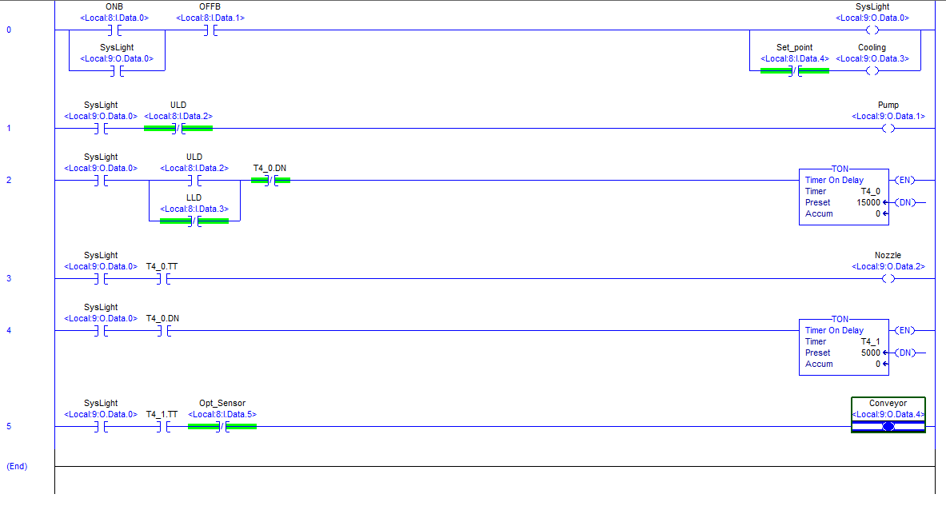 ONB OFFB SysLight
<Local:8:I.Data.0> <Local:8:I.Data.1> <Local:9:O.Data.0>
0
SysLight Set_point Cooling
<Local:9:O.Data.0> <Local:8:I.Data.4> <Local:9:O.Data.3>
SysLight ULD Pump
<Local:9:O.Data.0> <Local:8:I.Data.2> <Local:9:O.Data.1>
1
SysLight ULD
<Local:9:O.Data.0> <Local:8:I.Data.2> T4_0.DN TON
2 Timer On Delay (EN)
LLD Timer T4_0
<Local:8:I.Data.3> Preset 15000 (DN)
Accum 0
SysLight Nozzle
<Local:9:O.Data.0> T4_0.TT <Local:9:O.Data.2>
3
SysLight
<Local:9:O.Data.0> T4_0.DN TON
4 Timer On Delay (EN)
Timer T4_1
Preset 5000 (DN)
Accum 0
SysLight Opt_Sensor Conveyor
<Local:9:O.Data.0> T4_1.TT <Local:8:I.Data.5> <Local:9:O.Data.4>
5
(End)